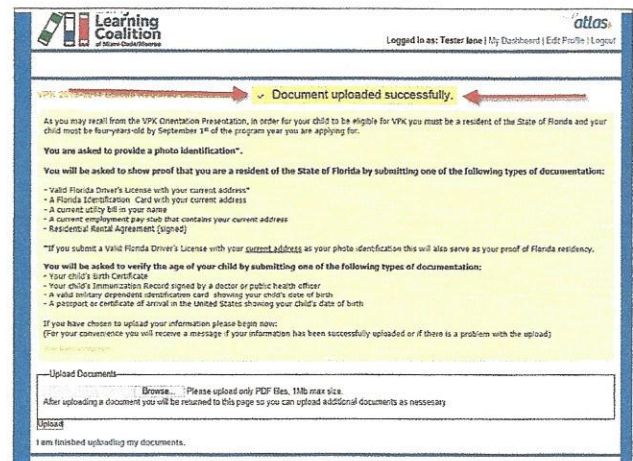 Learning
Coalition
of Miami-Dade/Monroe
atlas
Logged in as: Tester Jane | My Dashboard | Edit Profile | Logout
✓ Document uploaded successfully.
As you may recall from the VPK Orientation Presentation, in order for your child to be eligible for VPK you must be a resident of the State of Florida and your
child must be four-years-old by September 1st of the program year you are applying for.
You are asked to provide a photo identification*.
You will be asked to show proof that you are a resident of the State of Florida by submitting one of the following types of documentation:
- Valid Florida Driver's License with your current address*
- A Florida Identification Card with your current address
- A current utility bill in your name
- A current employment pay stub that contains your current address
- Residential Rental Agreement (signed)
*If you submit a Valid Florida Driver's License with your current address as your photo identification this will also serve as your proof of Florida residency.
You will be asked to verify the age of your child by submitting one of the following types of documentation:
- Your child's Birth Certificate
- Your child's Immunization Record signed by a doctor or public health officer
- A valid military dependent identification card showing your child's date of birth
- A passport or certificate of arrival in the United States showing your child's date of birth
If you have chosen to upload your information please begin now:
(For your convenience you will receive a message if your information has been successfully uploaded or if there is a problem with the upload)
Upload Documents
Browse... Please upload only PDF files, 1Mb max size.
After uploading a document you will be returned to this page so you can upload additional documents as nessesary
Upload
I am finished uploading my documents.